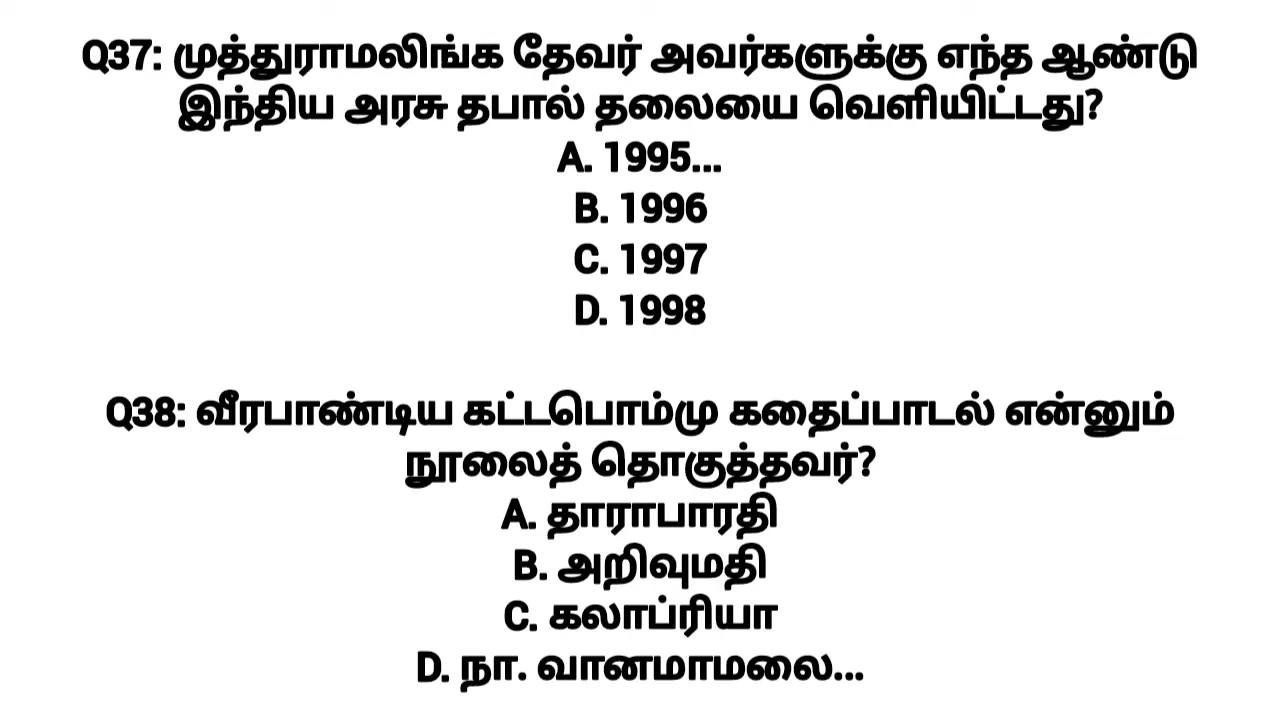 Q37: முத்துராமலிங்க தேவர் அவர்களுக்கு எந்த ஆண்டு
இந்திய அரசு தபால் தலையை வெளியிட்டது?
A. 1995...
B. 1996
C. 1997
D. 1998
Q38: வீரபாண்டிய கட்டபொம்மு கதைப்பாடல் என்னும்
நூலைத் தொகுத்தவர்?
A. தாராபாரதி
B. அறிவுமதி
C. கலாப்ரியா
D. நா. வானமாமலை...